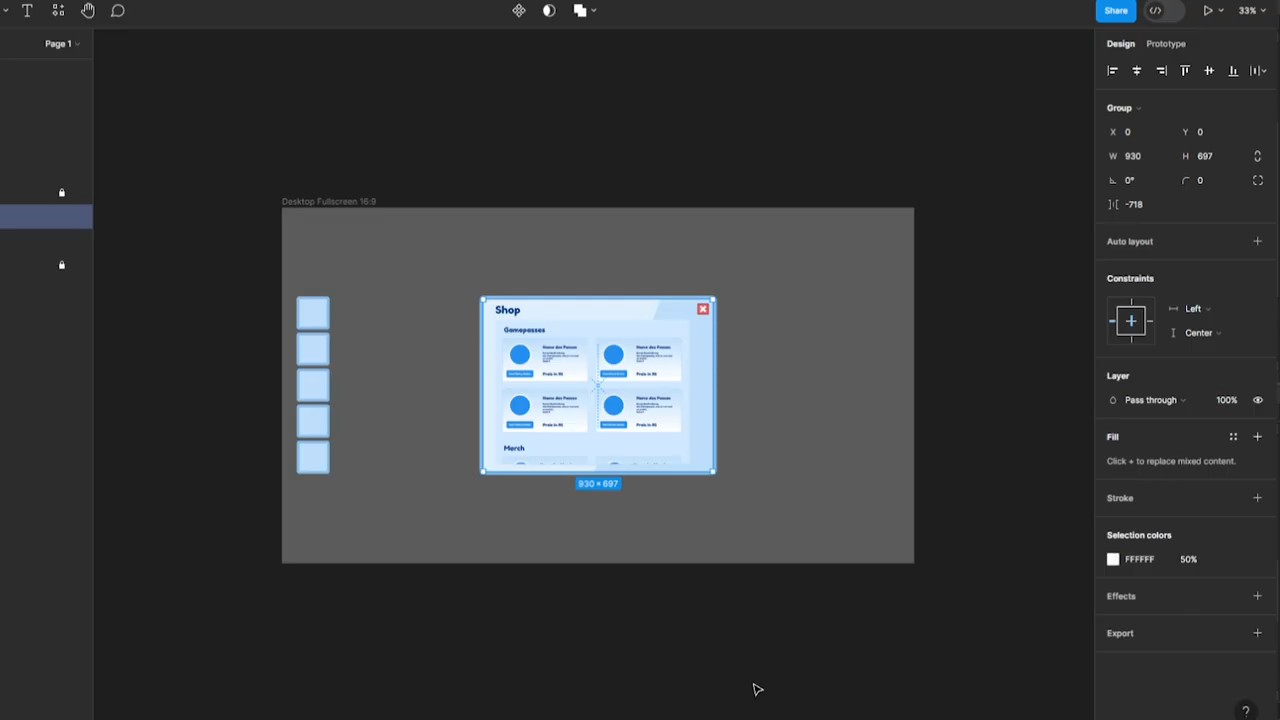 Share
33%
Page 1
Design Prototype
Group
X 0 Y 0
W 930 H 697
0° 0
-718
Auto layout
Constraints
Left
Center
Layer
Pass through 100%
Fill
Click + to replace mixed content.
Stroke
Selection colors
FFFFFF 50%
Effects
Export
?
Desktop Fullscreen 16:9
Shop
Gamepasses
Name des Passes Name des Passes
Preis in R$ Preis in R$
Name des Passes Name des Passes
Preis in R$ Preis in R$
Merch
930 × 697